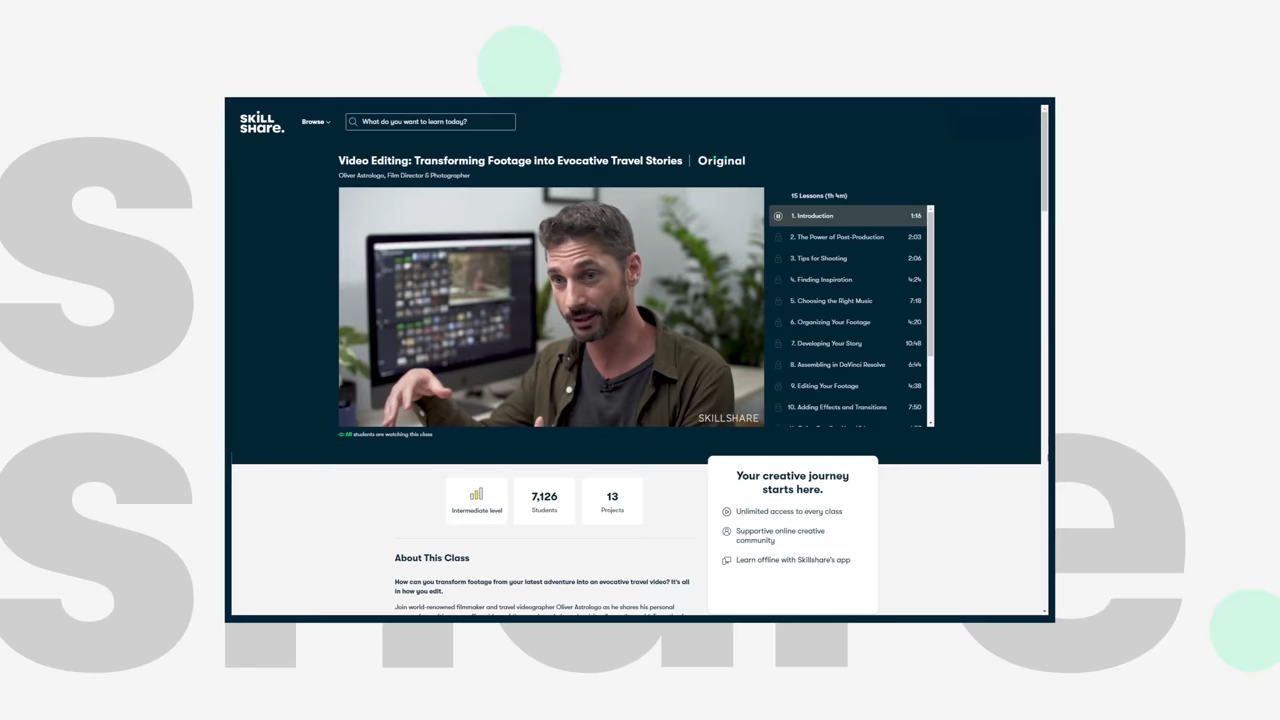 SKILL
SHARE.
Browse
What do you want to learn today?
Video Editing: Transforming Footage into Evocative Travel Stories | Original
Oliver Astrologo, Film Director & Photographer
15 Lessons (1h 4m)
1. Introduction 1:16
2. The Power of Post-Production 2:03
3. Tips for Shooting 2:06
4. Finding Inspiration 4:24
5. Choosing the Right Music 7:18
6. Organizing Your Footage 4:20
7. Developing Your Story 10:48
8. Assembling in DaVinci Resolve 6:44
9. Editing Your Footage 4:38
10. Adding Effects and Transitions 7:50
SKILLSHARE
68 students are watching this class
Intermediate level
7,126
Students
13
Projects
Your creative journey
starts here.
Unlimited access to every class
Supportive online creative
community
Learn offline with Skillshare's app
About This Class
How can you transform footage from your latest adventure into an evocative travel video? It's all
in how you edit.
Join world-renowned filmmaker and travel videographer Oliver Astrologo as he shares his personal
s
share